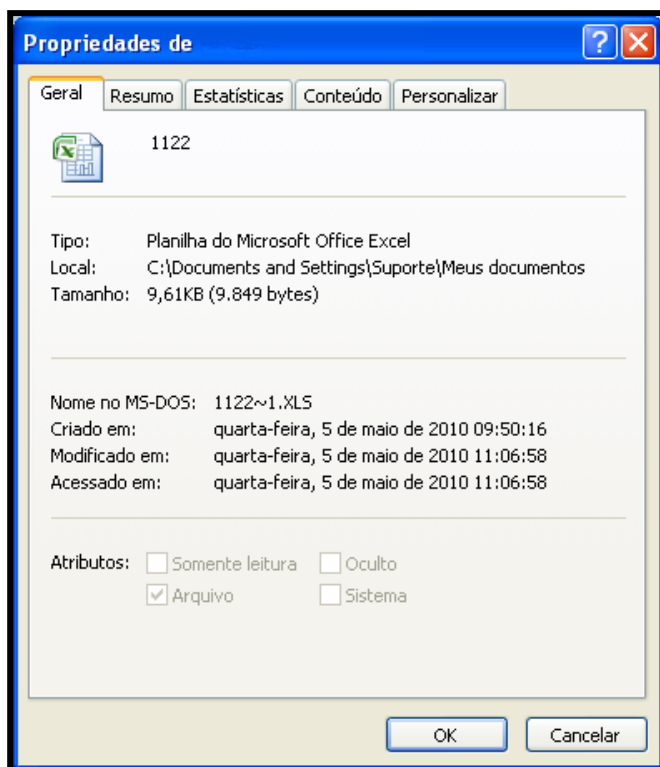 Propriedades de
Geral Resumo Estatísticas Conteúdo Personalizar
1122
Tipo: Planilha do Microsoft Office Excel
Local: C:\Documents and Settings\Suporte\Meus documentos
Tamanho: 9,61KB (9.849 bytes)
Nome no MS-DOS: 1122~1.XLS
Criado em: quarta-feira, 5 de maio de 2010 09:50:16
Modificado em: quarta-feira, 5 de maio de 2010 11:06:58
Acessado em: quarta-feira, 5 de maio de 2010 11:06:58
Atributos: Somente leitura Oculto
Arquivo Sistema
OK Cancelar